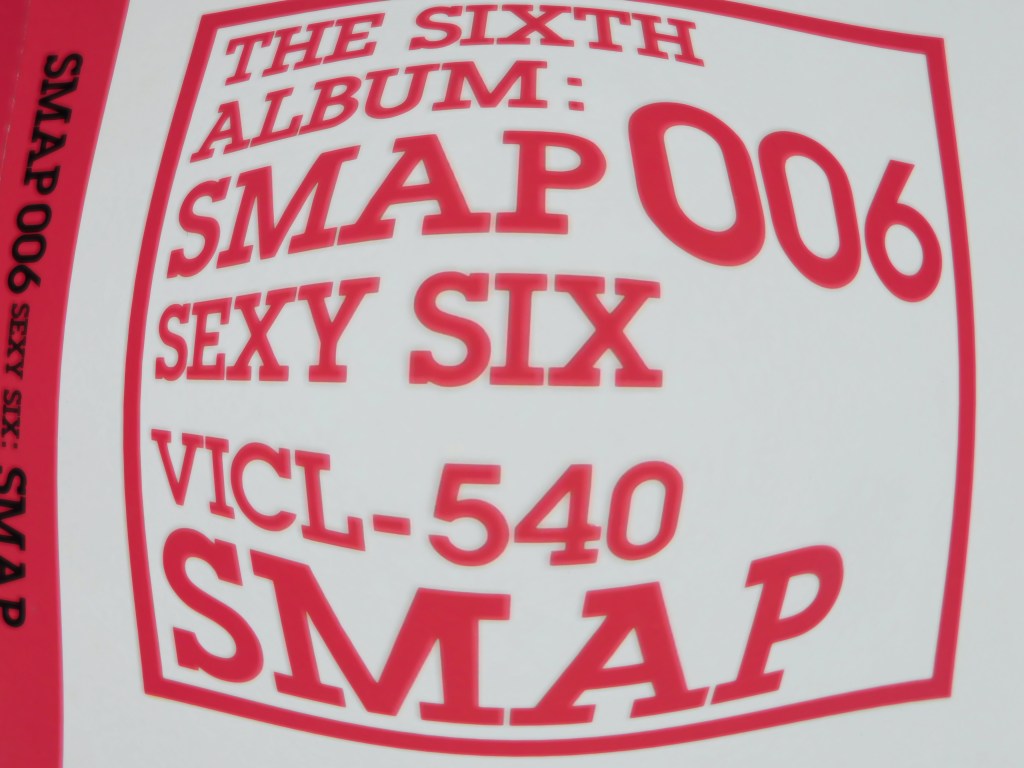 THE SIXTH
ALBUM:
SMAP 006
SEXY SIX
VICL-540
SMAP
SMAP 006 SEXY SIX: SMAP